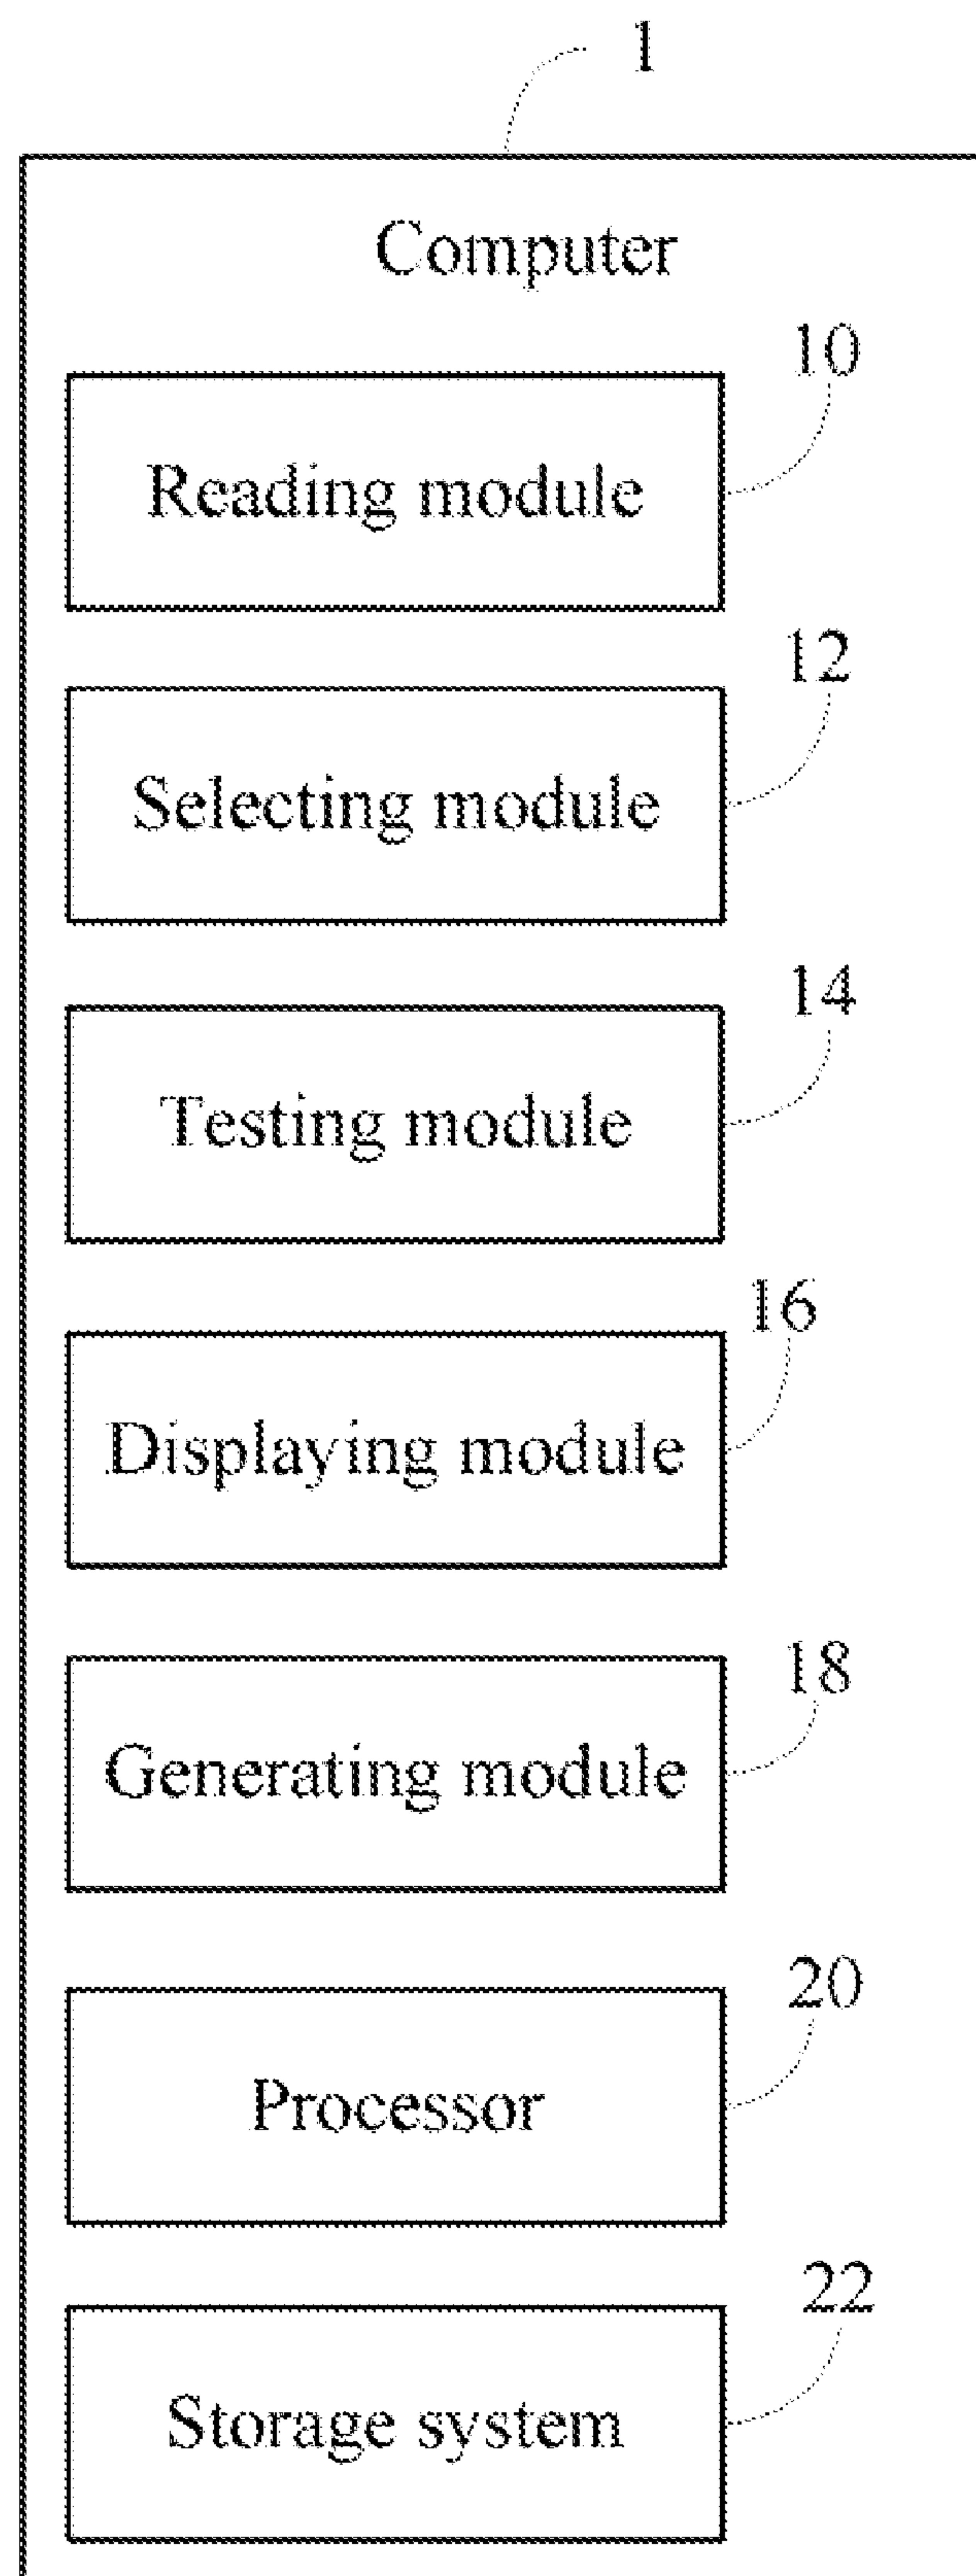 1
Computer
10
Reading module
12
Selecting module
14
Testing module
16
Displaying module
18
Generating module
20
Processor
22
Storage system